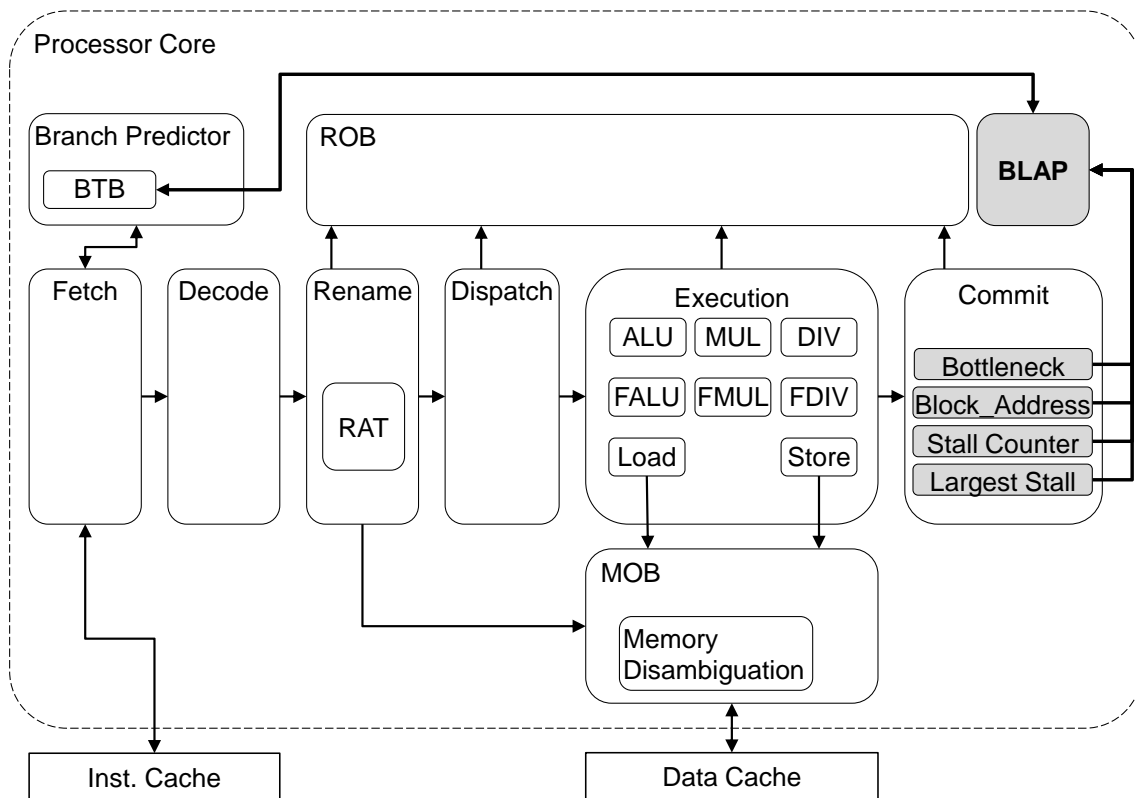 Processor Core
Branch Predictor
BTB
ROB
BLAP
Fetch
Decode
Rename
RAT
Dispatch
Execution
ALU
MUL
DIV
FALU
FMUL
FDIV
Load
Store
Commit
Bottleneck
Block_Address
Stall Counter
Largest Stall
MOB
Memory
Disambiguation
Inst. Cache
Data Cache